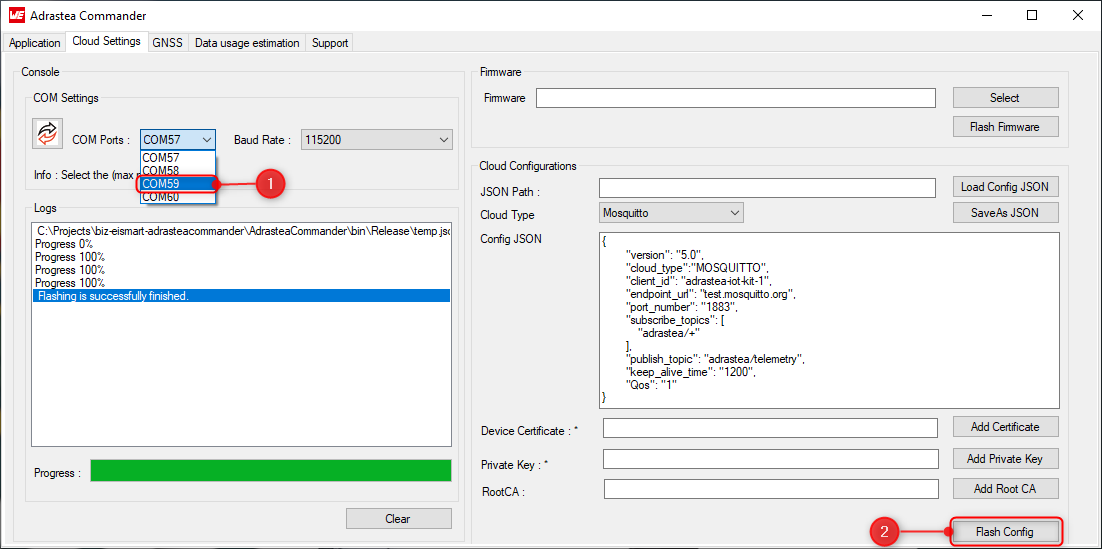 WE Adrastea Commander
Application Cloud Settings GNSS Data usage estimation Support
Console
COM Settings
COM Ports : COM57 Baud Rate : 115200
COM57
COM58
COM59
COM60
1
Info : Select the (max
Logs
C:\Projects\biz-eismart-adrasteacommander\AdrasteaCommander\bin\Release\temp.jsc
Progress 0%
Progress 100%
Progress 100%
Progress 100%
Flashing is successfully finished.
Progress :
Clear
Firmware
Firmware Select
Flash Firmware
Cloud Configurations
JSON Path : Load Config JSON
Cloud Type Mosquitto SaveAs JSON
Config JSON
{
"version": "5.0",
"cloud_type":"MOSQUITTO",
"client_id": "adrastea-iot-kit-1",
"endpoint_url": "test.mosquitto.org",
"port_number": "1883",
"subscribe_topics": [
"adrastea/+"
],
"publish_topic": "adrastea/telemetry",
"keep_alive_time": "1200",
"Qos": "1"
}
Device Certificate : * Add Certificate
Private Key : * Add Private Key
RootCA : Add Root CA
2 Flash Config